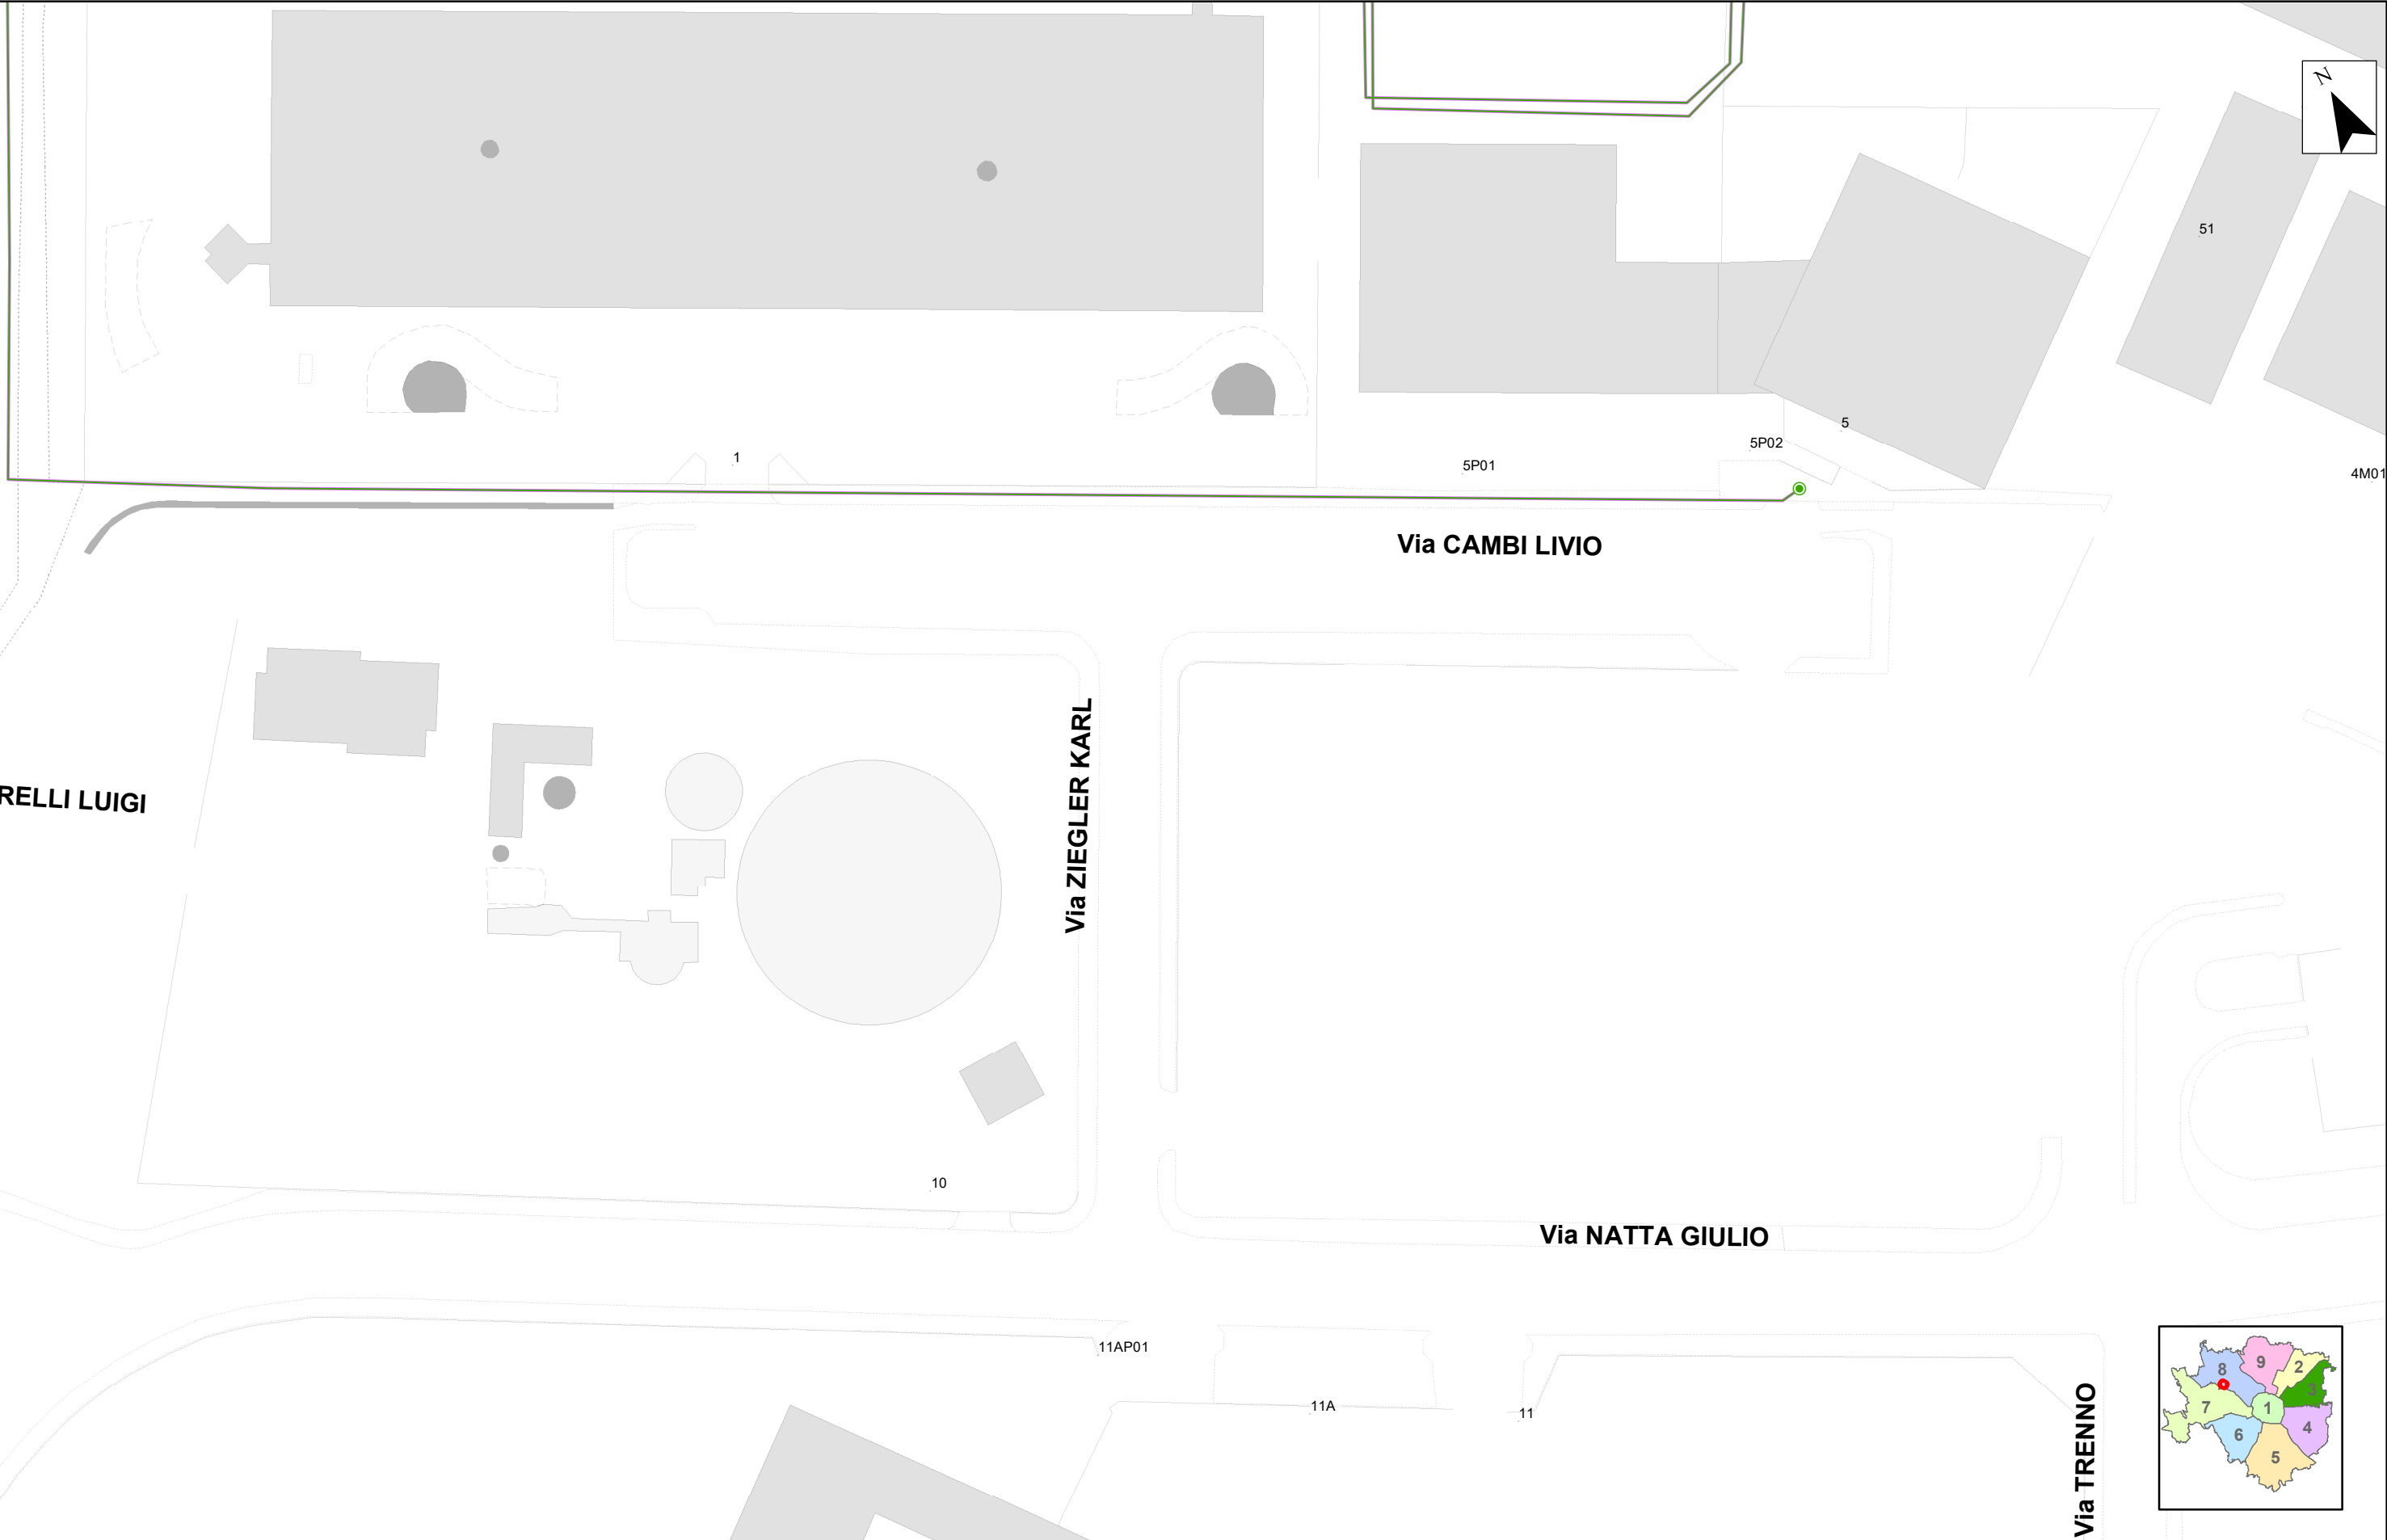 N
51
5
5P02
1
5P01
4M01
Via CAMBI LIVIO
Via ZIEGLER KARL
RELLI LUIGI
10
Via NATTA GIULIO
11AP01
11A
11
Via TRENNO
9
2
8
3
7
1
4
6
5